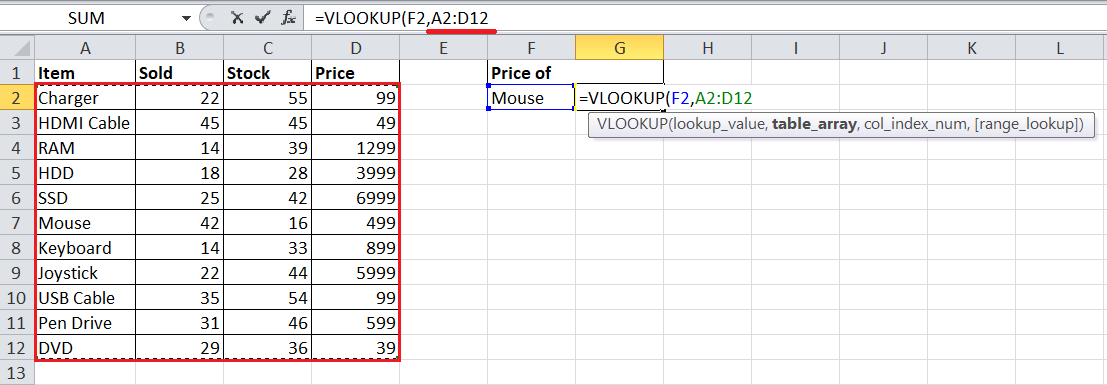 SUM =VLOOKUP(F2,A2:D12
A B C D E F G H I J K L
1 Item Sold Stock Price Price of
2 Charger 22 55 99 Mouse =VLOOKUP(F2,A2:D12
3 HDMI Cable 45 45 49 VLOOKUP(lookup_value, table_array, col_index_num, [range_lookup])
4 RAM 14 39 1299
5 HDD 18 28 3999
6 SSD 25 42 6999
7 Mouse 42 16 499
8 Keyboard 14 33 899
9 Joystick 22 44 5999
10 USB Cable 35 54 99
11 Pen Drive 31 46 599
12 DVD 29 36 39
13